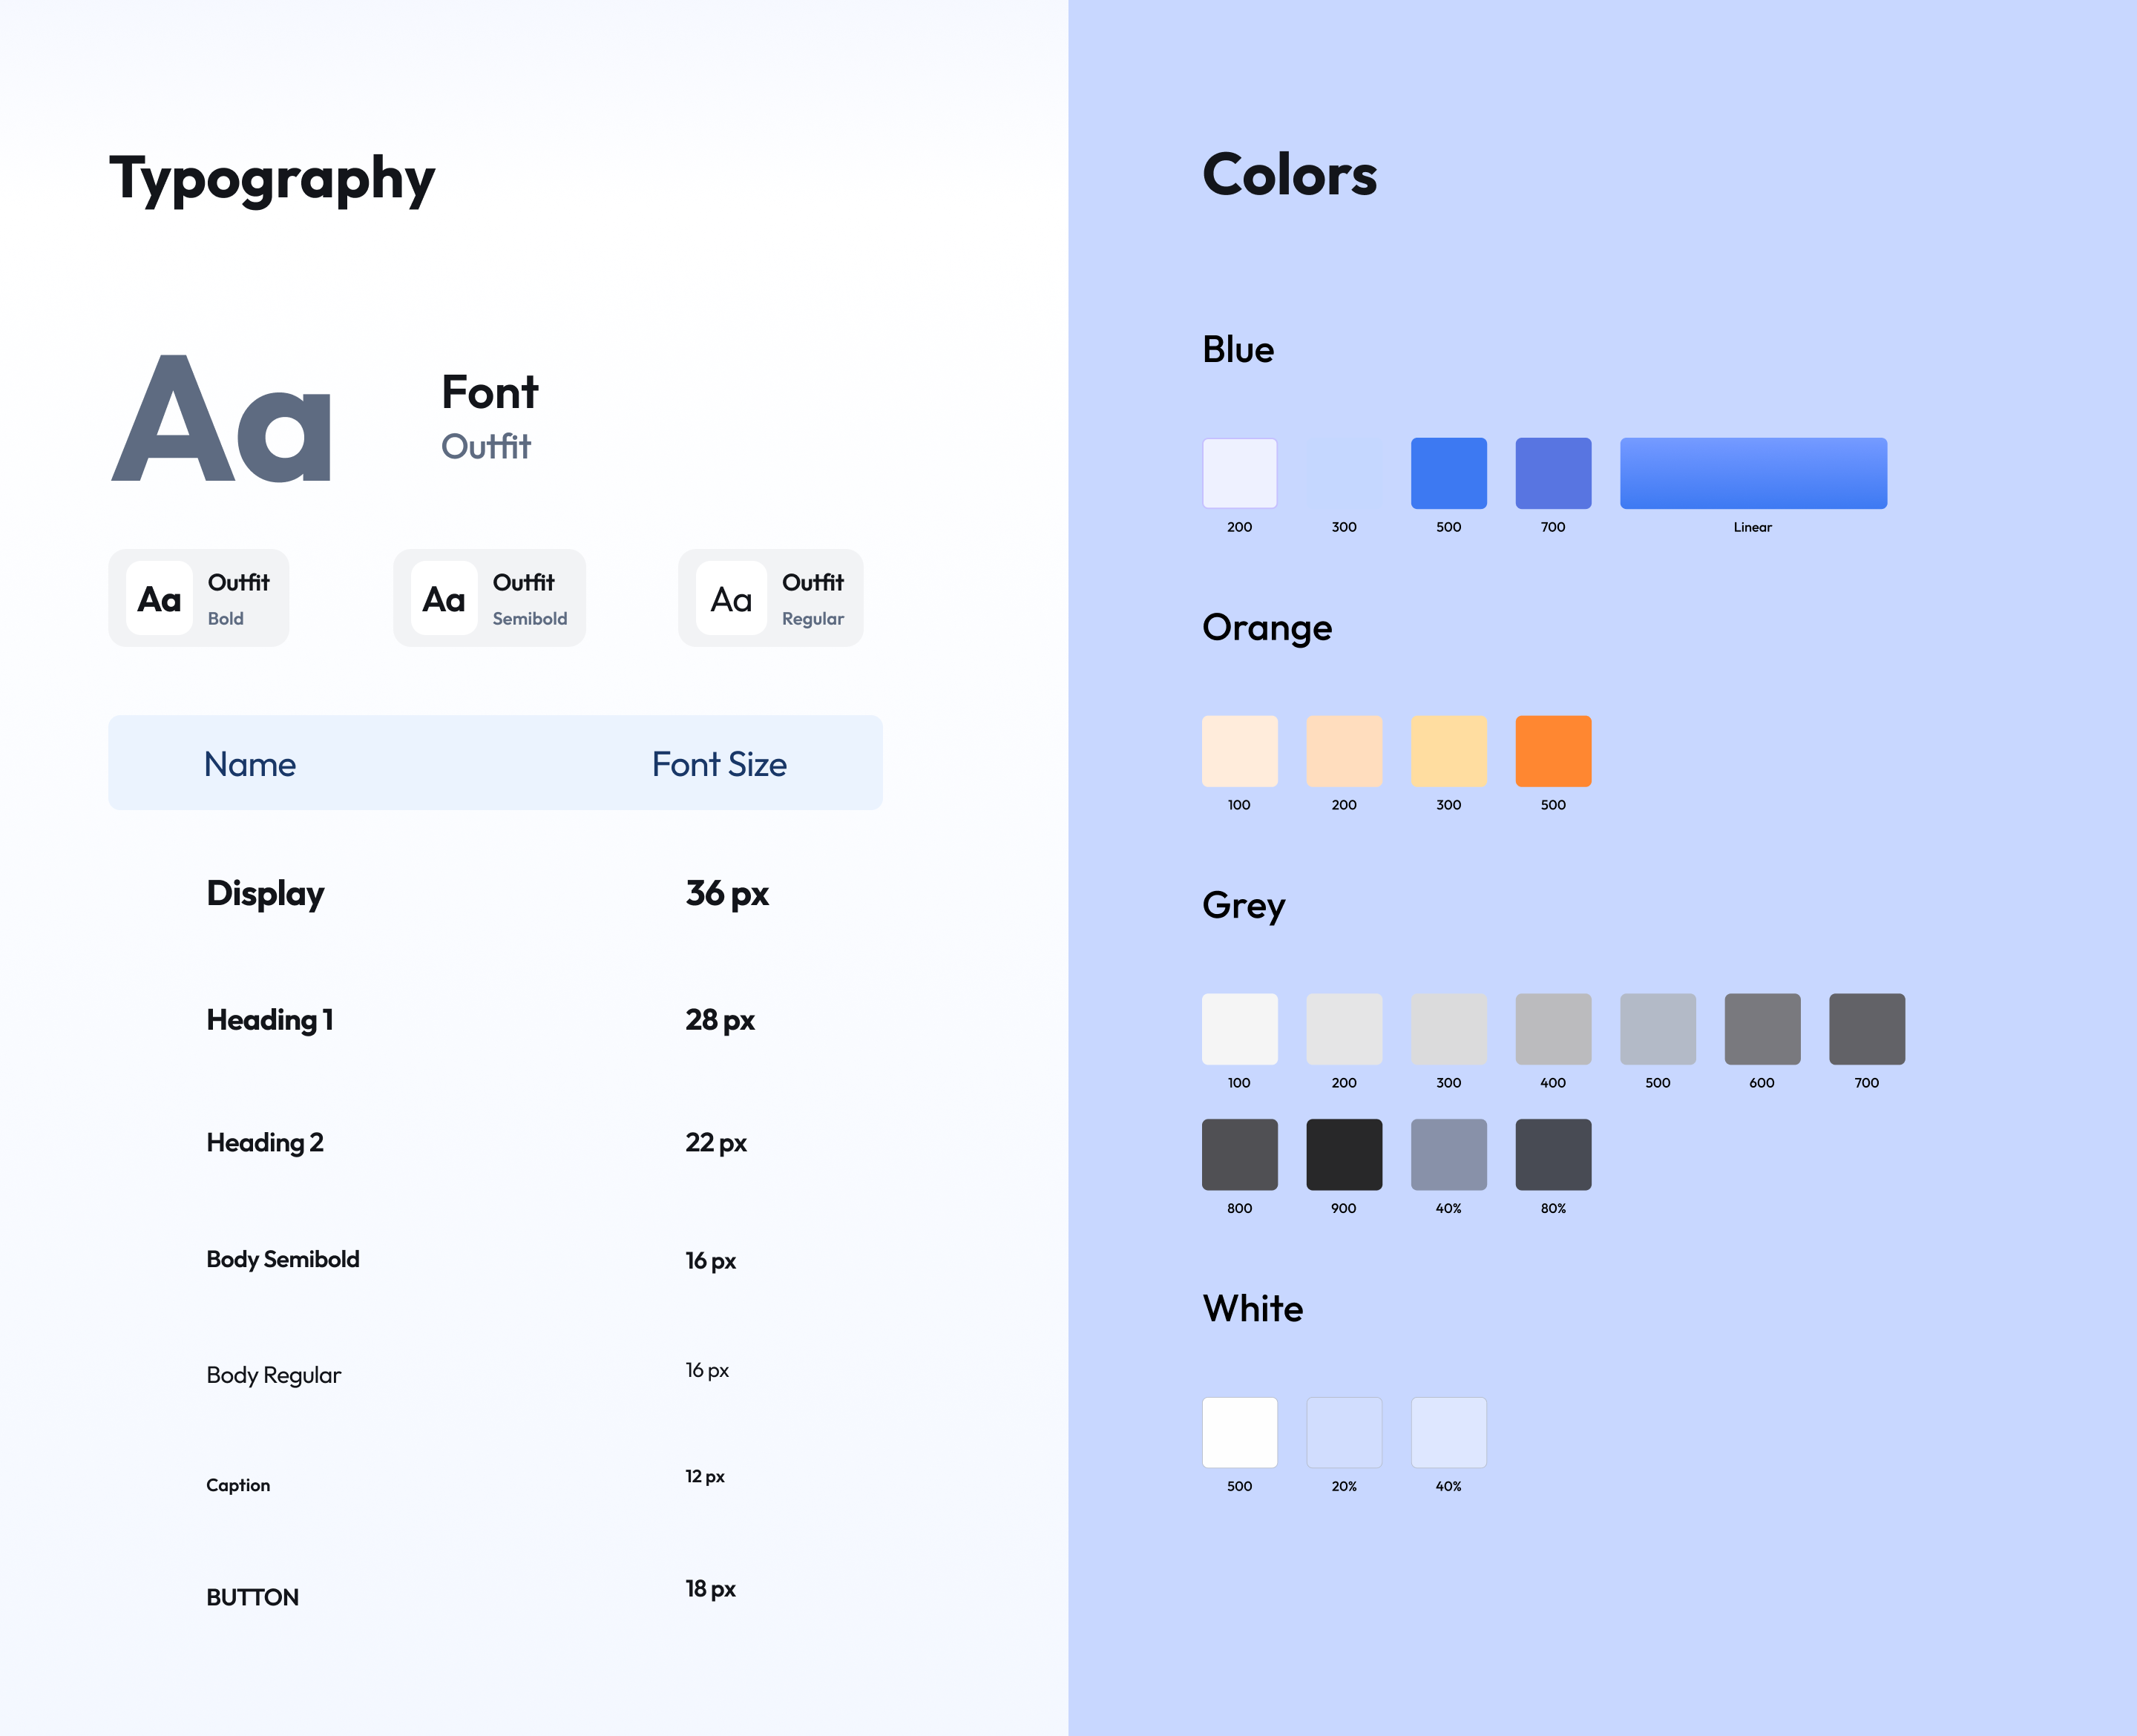 Typography
Aa
Font
Outfit
Aa
Outfit
Bold
Aa
Outfit
Semibold
Aa
Outfit
Regular
Name Font Size
Display 36 px
Heading 1 28 px
Heading 2 22 px
Body Semibold 16 px
Body Regular 16 px
Caption 12 px
BUTTON 18 px
Colors
Blue
200 300 500 700 Linear
Orange
100 200 300 500
Grey
100 200 300 400 500 600 700
800 900 40% 80%
White
500 20% 40%